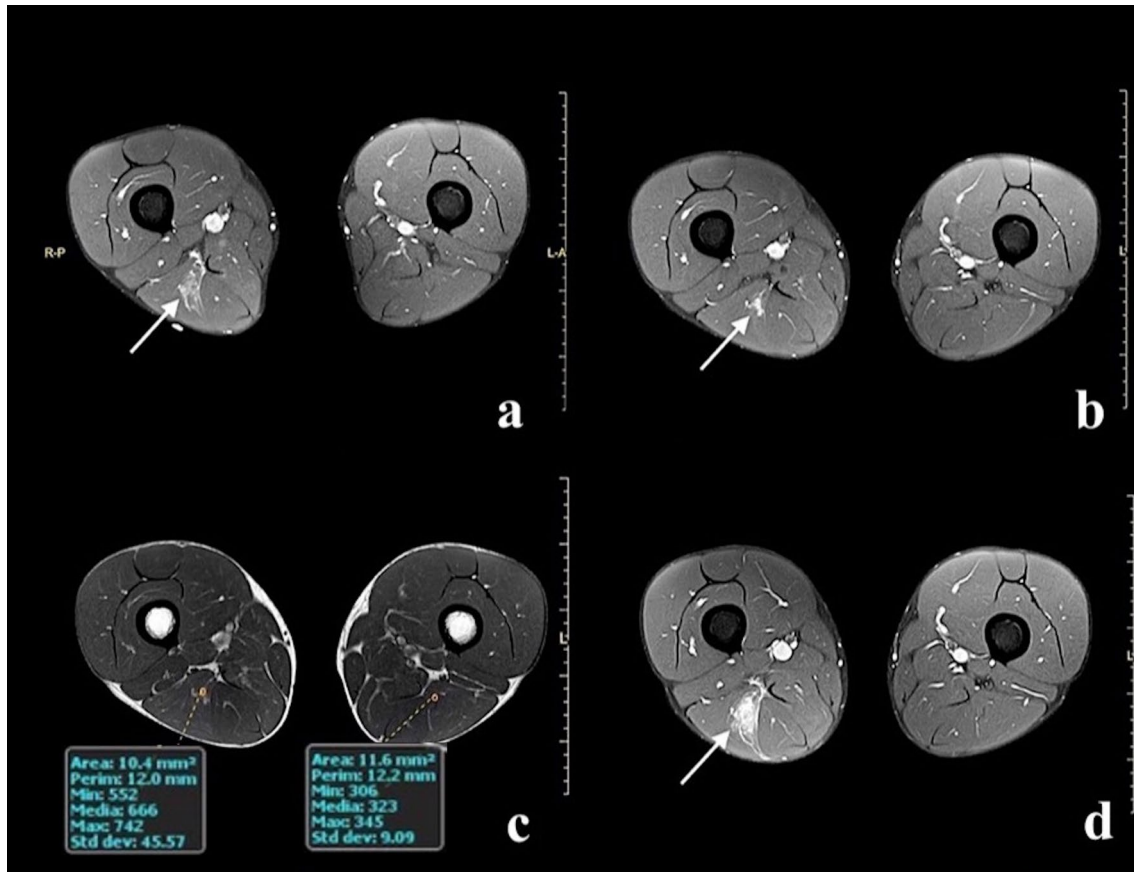 R-P
L-A
L
a
b
L
Area: 10.4 mm²
Perim: 12.0 mm
Min: 552
Media: 666
Max: 742
Std dev: 45.57
Area: 11.6 mm²
Perim: 12.2 mm
Min: 306
Media: 323
Max: 345
Std dev: 9.09
c
d